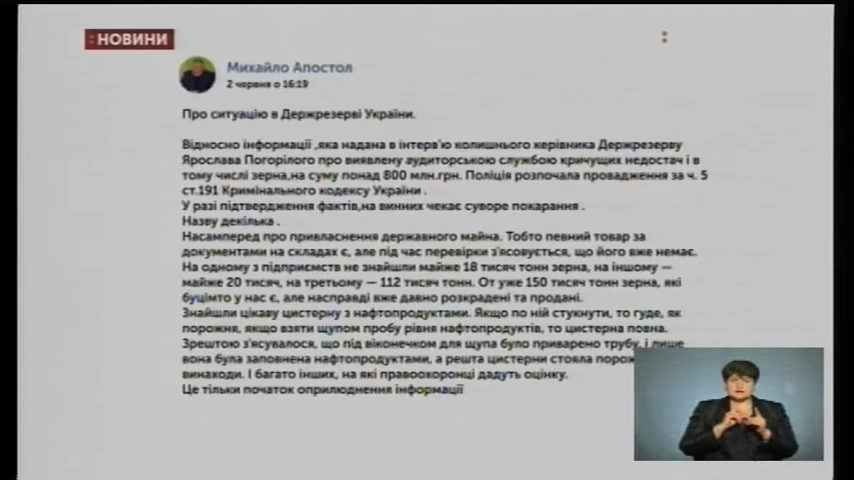 :НОВИНИ
Михайло Апостол
2 червня о 16:19
Про ситуацію в Держрезерві України.
Відносно інформації ,яка надана в інтерв'ю колишнього керівника Держрезерву
Ярослава Погорілого про виявлену аудиторською службою кричущих недостач і в
тому числі зерна,на суму понад 800 млн.грн. Поліція розпочала провадження за ч. 5
ст.191 Кримінального кодексу України .
У разі підтвердження фактів,на винних чекає суворе покарання .
Назву декілька .
Насамперед про привласнення державного майна. Тобто певний товар за
документами на складах є, але під час перевірки з'ясовується, що його вже немає.
На одному з підприємств не знайшли майже 18 тисяч тонн зерна, на іншому —
майже 20 тисяч, на третьому — 112 тисяч тонн. От уже 150 тисяч тонн зерна, які
буцімто у нас є, але насправді вже давно розкрадені та продані.
Знайшли цікаву цистерну з нафтопродуктами. Якщо по ній стукнути, то гуде, як
порожня, якщо взяти щупом пробу рівня нафтопродуктів, то цистерна повна.
Зрештою з'ясувалося, що під віконечком для щупа було приварено трубу, і лише
вона була заповнена нафтопродуктами, а решта цистерни стояла
винаходи. І багато інших, на які правоохоронці дадуть оцінку.
Це тільки початок оприлюднення інформації